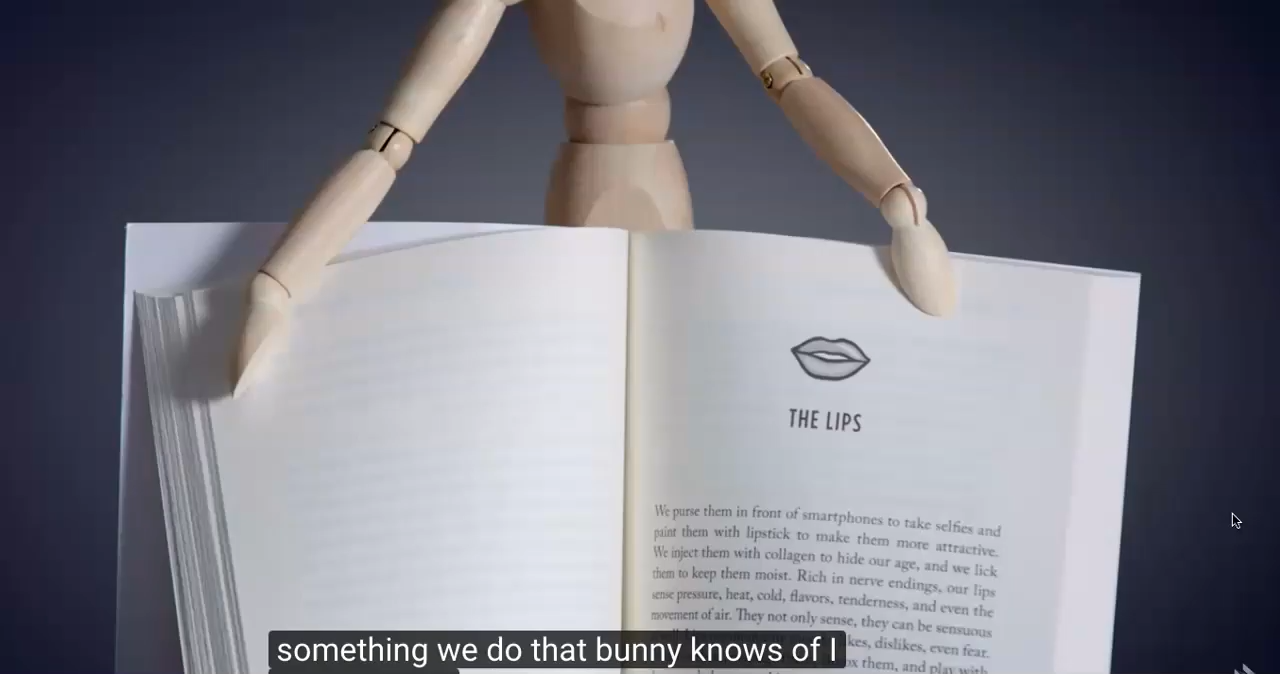 THE LIPS
We purse them in front of smartphones to take selfies and
paint them with lipstick to make them more attractive.
We inject them with collagen to hide our age, and we lick
them to keep them moist. Rich in nerve endings, our lips
sense pressure, heat, cold, flavors, tenderness, and even the
movement of air. They not only sense, they can be sensuous
kes, dislikes, even fear.
ox them, and play with
something we do that bunny knows of I